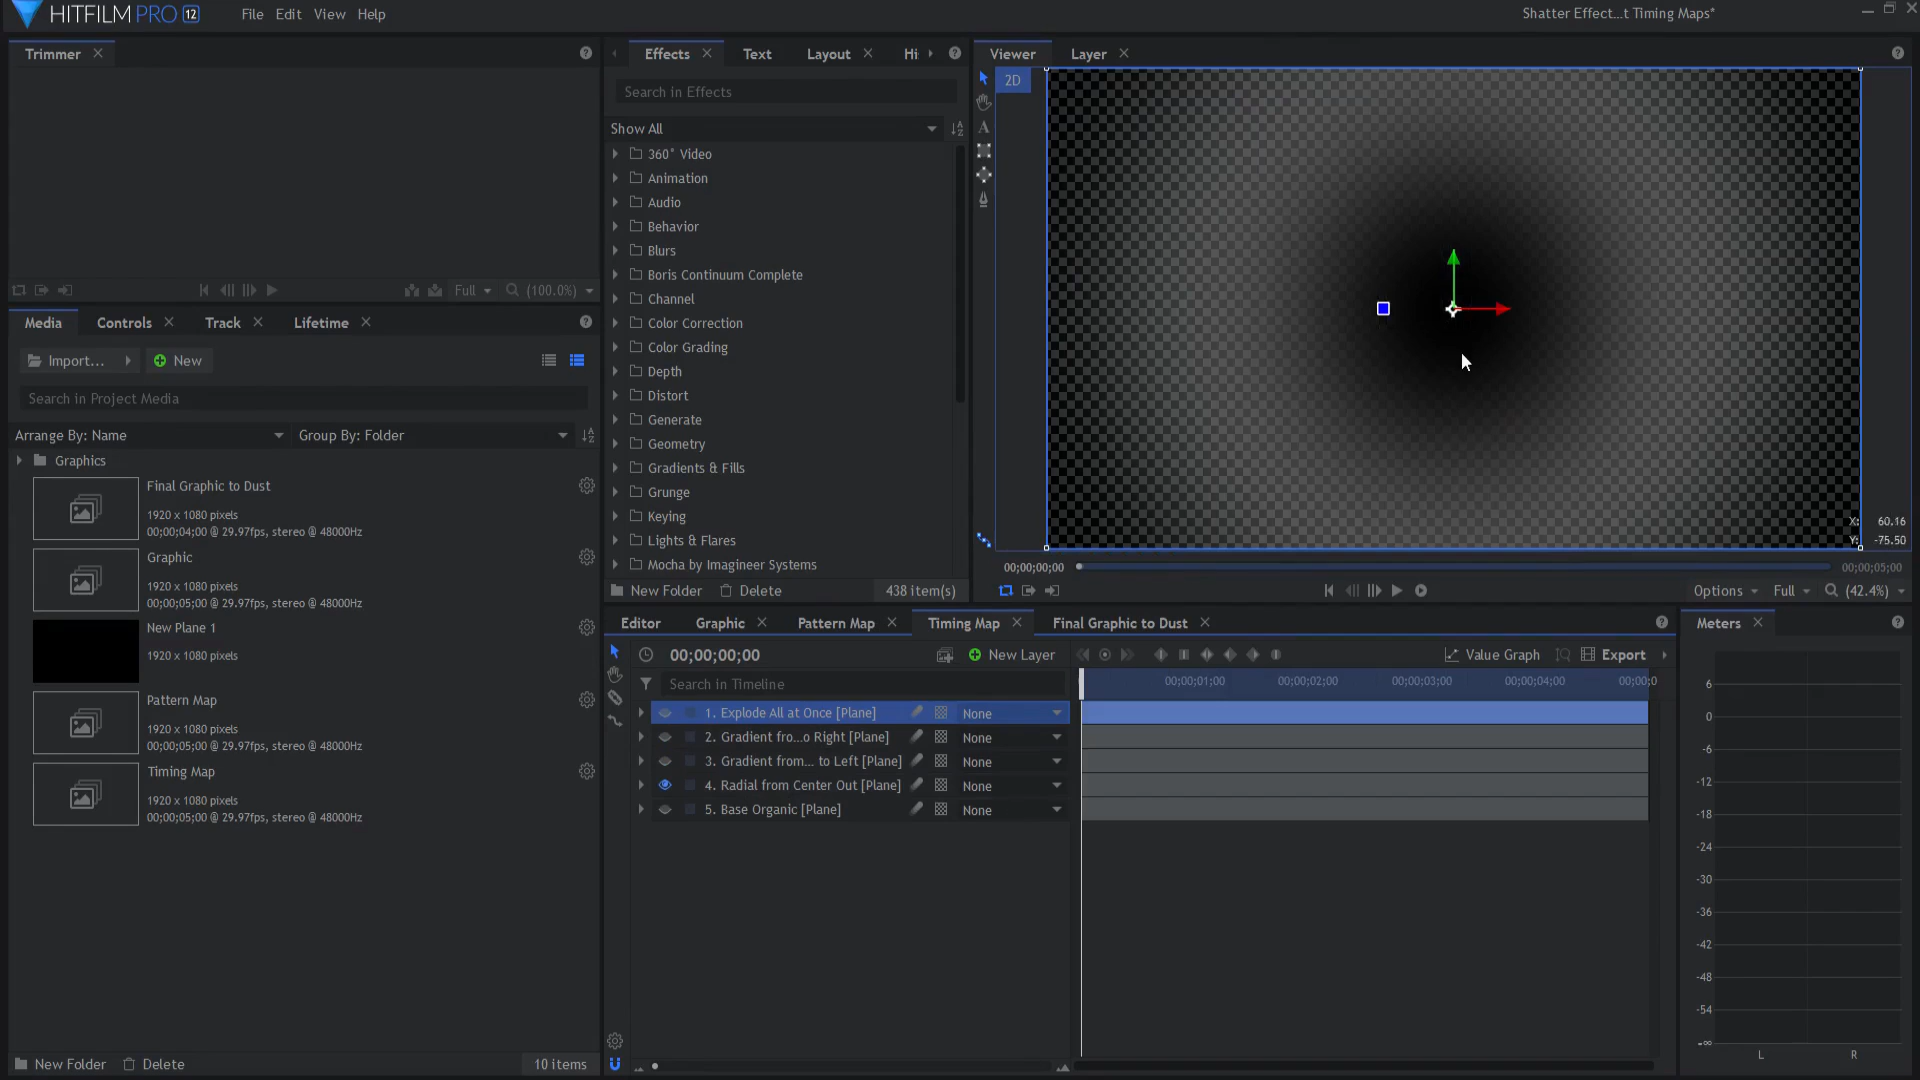 HITFILM PRO 12
File Edit View Help
Shatter Effect...t Timing Maps*
Trimmer
Full (100.0%)
Media Controls Track Lifetime
Import... New
Search in Project Media
Arrange By: Name Group By: Folder
Graphics
Final Graphic to Dust
1920 x 1080 pixels
00;00;04;00 @ 29.97fps, stereo @ 48000Hz
Graphic
1920 x 1080 pixels
00;00;05;00 @ 29.97fps, stereo @ 48000Hz
New Plane 1
1920 x 1080 pixels
Pattern Map
1920 x 1080 pixels
00;00;05;00 @ 29.97fps, stereo @ 48000Hz
Timing Map
1920 x 1080 pixels
00;00;05;00 @ 29.97fps, stereo @ 48000Hz
New Folder Delete 10 items
Effects Text Layout Hi
Search in Effects
Show All
360° Video
Animation
Audio
Behavior
Blurs
Boris Continuum Complete
Channel
Color Correction
Color Grading
Depth
Distort
Generate
Geometry
Gradients & Fills
Grunge
Keying
Lights & Flares
Mocha by Imagineer Systems
New Folder Delete 438 item(s)
Viewer Layer
2D
X: 60.16
Y: -75.50
00;00;00;00 00;00;05;00
Options Full (42.4%)
Editor Graphic Pattern Map Timing Map Final Graphic to Dust
00;00;00;00 New Layer Value Graph Export
Search in Timeline
00;00;01;00 00;00;02;00 00;00;03;00 00;00;04;00 00;00;0
1. Explode All at Once [Plane] None
2. Gradient fro...o Right [Plane] None
3. Gradient from... to Left [Plane] None
4. Radial from Center Out [Plane] None
5. Base Organic [Plane] None
Meters
6
0
-6
-12
-18
-24
-30
-36
-42
-48
-54
-∞
L R